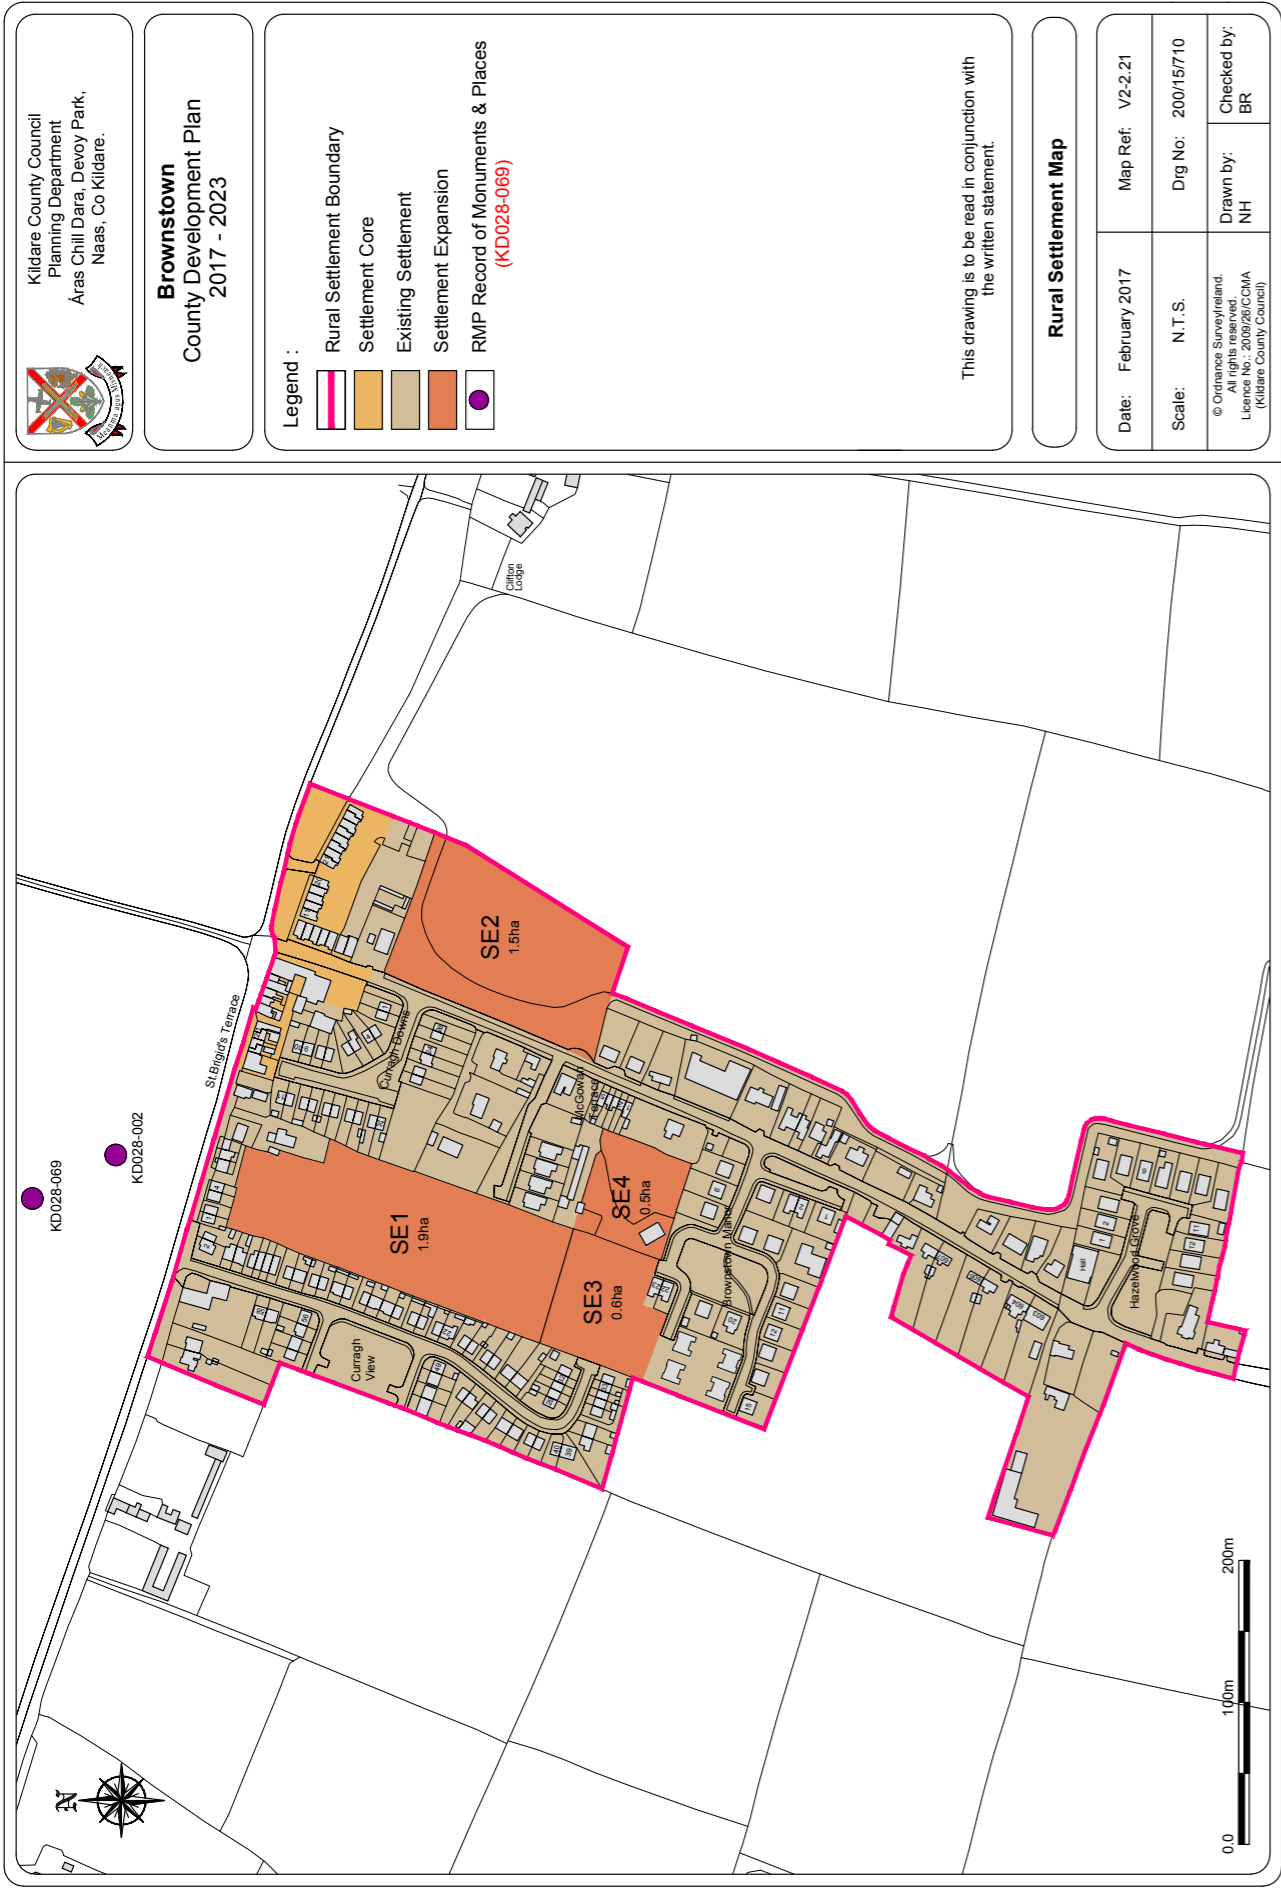 Kildare County Council
Planning Department
Áras Chill Dara, Devoy Park,
Naas, Co Kildare.
Meanma agus Misneach
Brownstown
County Development Plan
2017 - 2023
Legend :
Rural Settlement Boundary
Settlement Core
Existing Settlement
Settlement Expansion
RMP Record of Monuments & Places
(KD028-069)
This drawing is to be read in conjunction with
the written statement.
Rural Settlement Map
Date: February 2017
Map Ref: V2-2.21
Scale: N.T.S.
Drg No: 200/15/710
© Ordnance SurveyIreland.
All rights reserved.
Licence No.: 2009/26/CCMA
(Kildare County Council)
Drawn by:
NH
Checked by:
BR
N
KD028-069
KD028-002
St.Brigid's Terrace
Clifton
Lodge
Curragh Downs
McGowan
Terrace
SE1
1.9ha
SE2
1.5ha
SE3
0.6ha
SE4
0.5ha
Curragh
View
Brownstown Manor
Hazelwood Grove
Hall
0.0
100m
200m